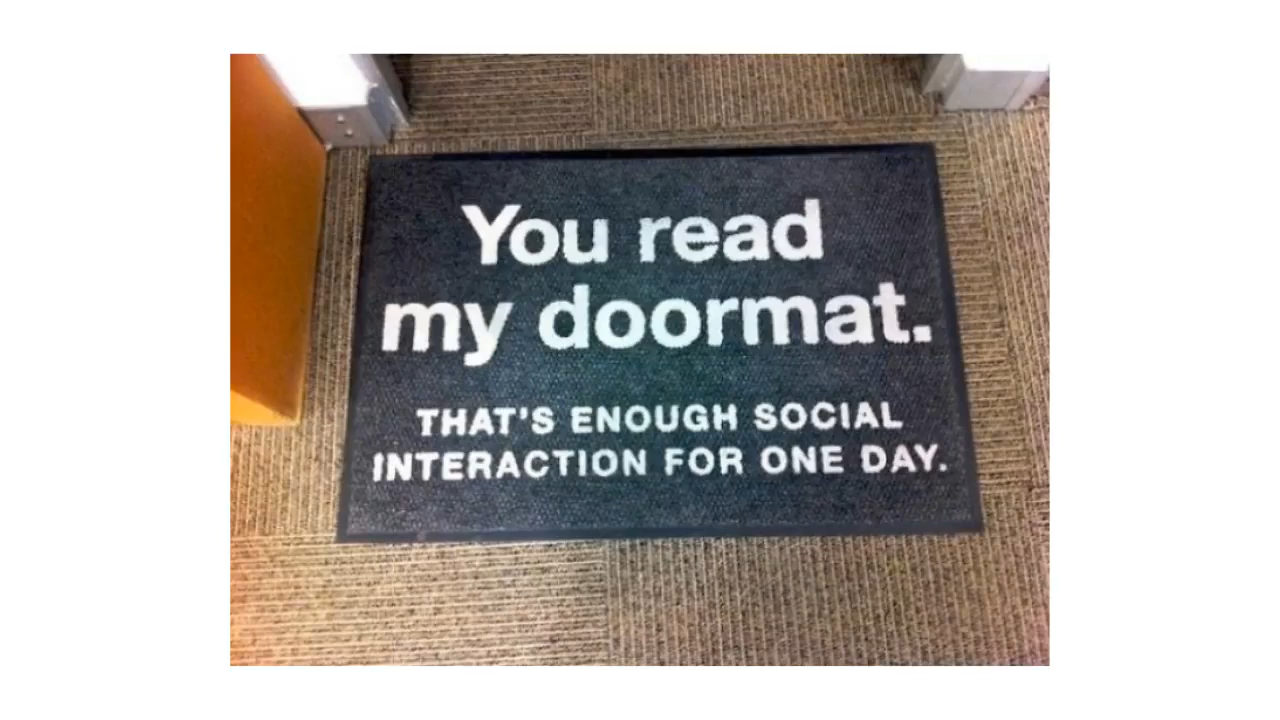 You read
my doormat.
THAT'S ENOUGH SOCIAL
INTERACTION FOR ONE DAY.